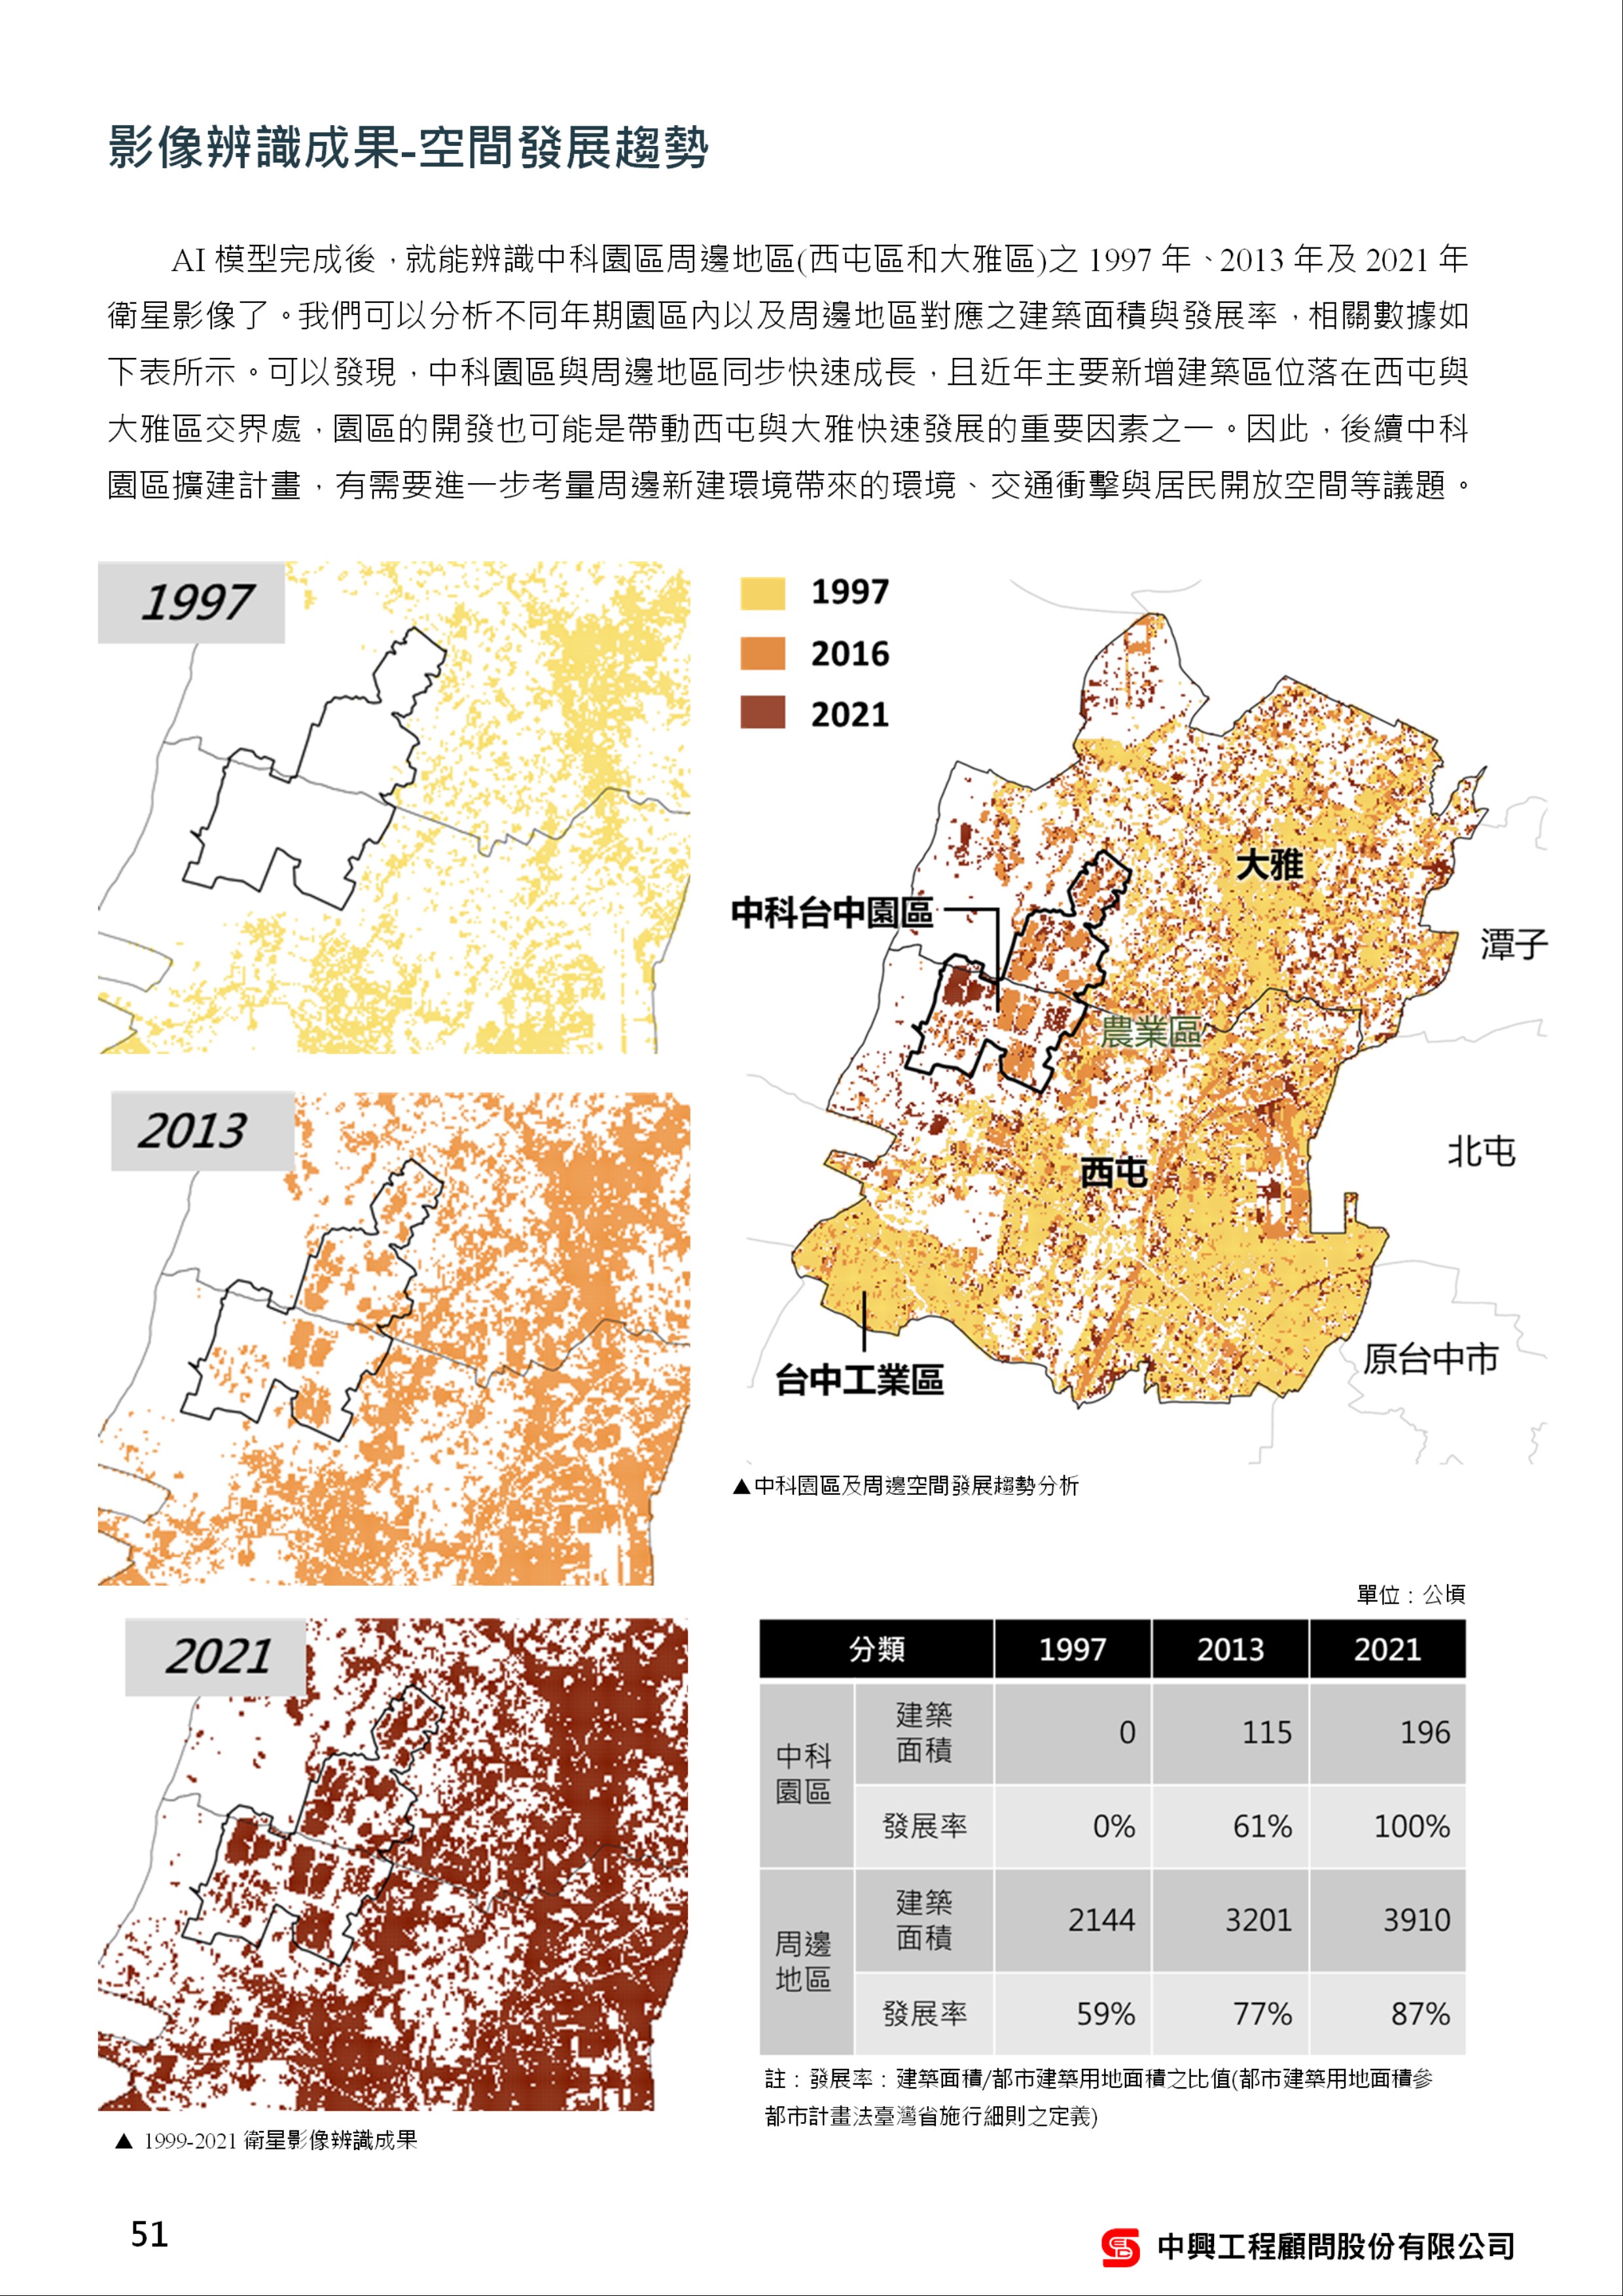 影像辨識成果-空間發展趨勢
AI 模型完成後，就能辨識中科園區周邊地區(西屯區和大雅區)之 1997 年、2013 年及 2021 年
衛星影像了。我們可以分析不同年期園區內以及周邊地區對應之建築面積與發展率，相關數據如
下表所示。可以發現，中科園區與周邊地區同步快速成長，且近年主要新增建築區位落在西屯與
大雅區交界處，園區的開發也可能是帶動西屯與大雅快速發展的重要因素之一。因此，後續中科
園區擴建計畫，有需要進一步考量周邊新建環境帶來的環境、交通衝擊與居民開放空間等議題。
1997
2013
2021
▲ 1999-2021 衛星影像辨識成果
1997
2016
2021
大雅
中科台中園區
潭子
農業區
北屯
西屯
原台中市
台中工業區
▲中科園區及周邊空間發展趨勢分析
單位：公頃
分類 1997 2013 2021
中科
園區
建築
面積
0 115 196
發展率 0% 61% 100%
周邊
地區
建築
面積
2144 3201 3910
發展率 59% 77% 87%
註：發展率：建築面積/都市建築用地面積之比值(都市建築用地面積參
都市計畫法臺灣省施行細則之定義)
51
中興工程顧問股份有限公司